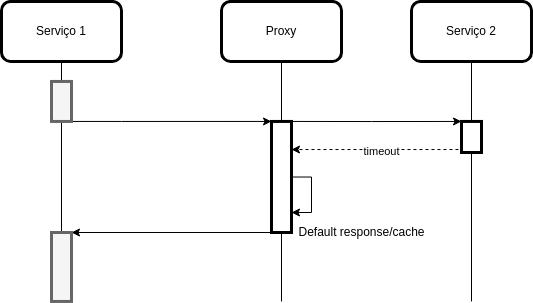 Serviço 1
Proxy
Serviço 2
timeout
Default response/cache